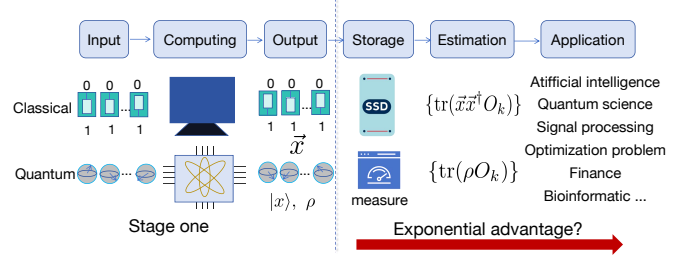 Input Computing Output Storage Estimation Application
0 0 0 0 0 0
Classical ... ...
1 1 1 1 1 1
SSD
{tr(x⃗x⃗†Oₖ)}
x⃗
Quantum ... ...
{tr(ρOₖ)}
|x⟩, ρ
measure
Atifficial intelligence
Quantum science
Signal processing
Optimization problem
Finance
Bioinformatic ...
Stage one
Exponential advantage?